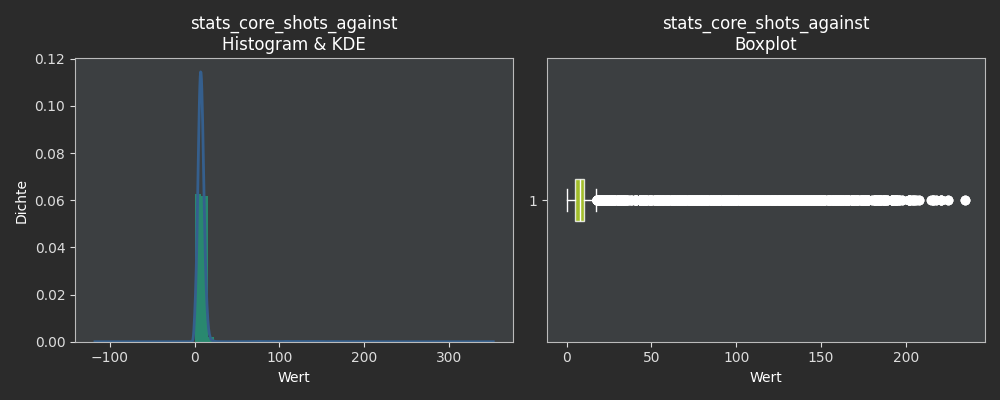 stats_core_shots_against
Histogram & KDE
0.12
0.10
0.08
0.06
0.04
0.02
0.00
Dichte
−100
0
100
200
300
Wert
stats_core_shots_against
Boxplot
1
0
50
100
150
200
Wert